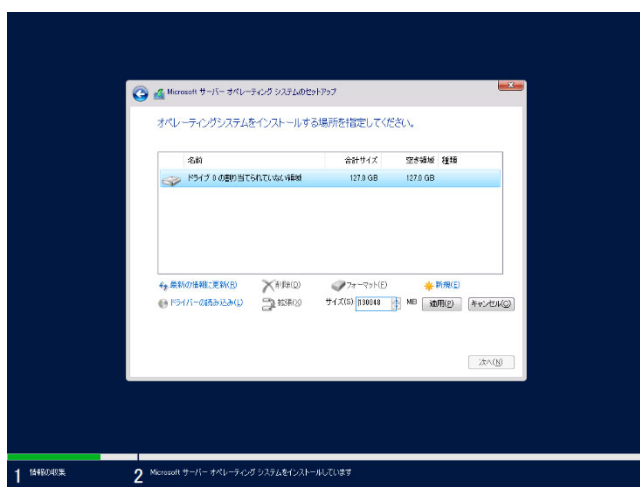 Microsoft サーバー オペレーティング システムのセットアップ
オペレーティングシステムをインストールする場所を指定してください。
名前 合計サイズ 空き領域 種類
ドライブ 0 の割り当てられていない領域 127.0 GB 127.0 GB
最新の情報に更新(R) 削除(D) フォーマット(F) 新規(E)
ドライバーの読み込み(L) 拡張(X) サイズ(S) 130048 MB 適用(P) キャンセル(C)
次へ(N)
1 情報の収集 2 Microsoft サーバー オペレーティング システムをインストールしています